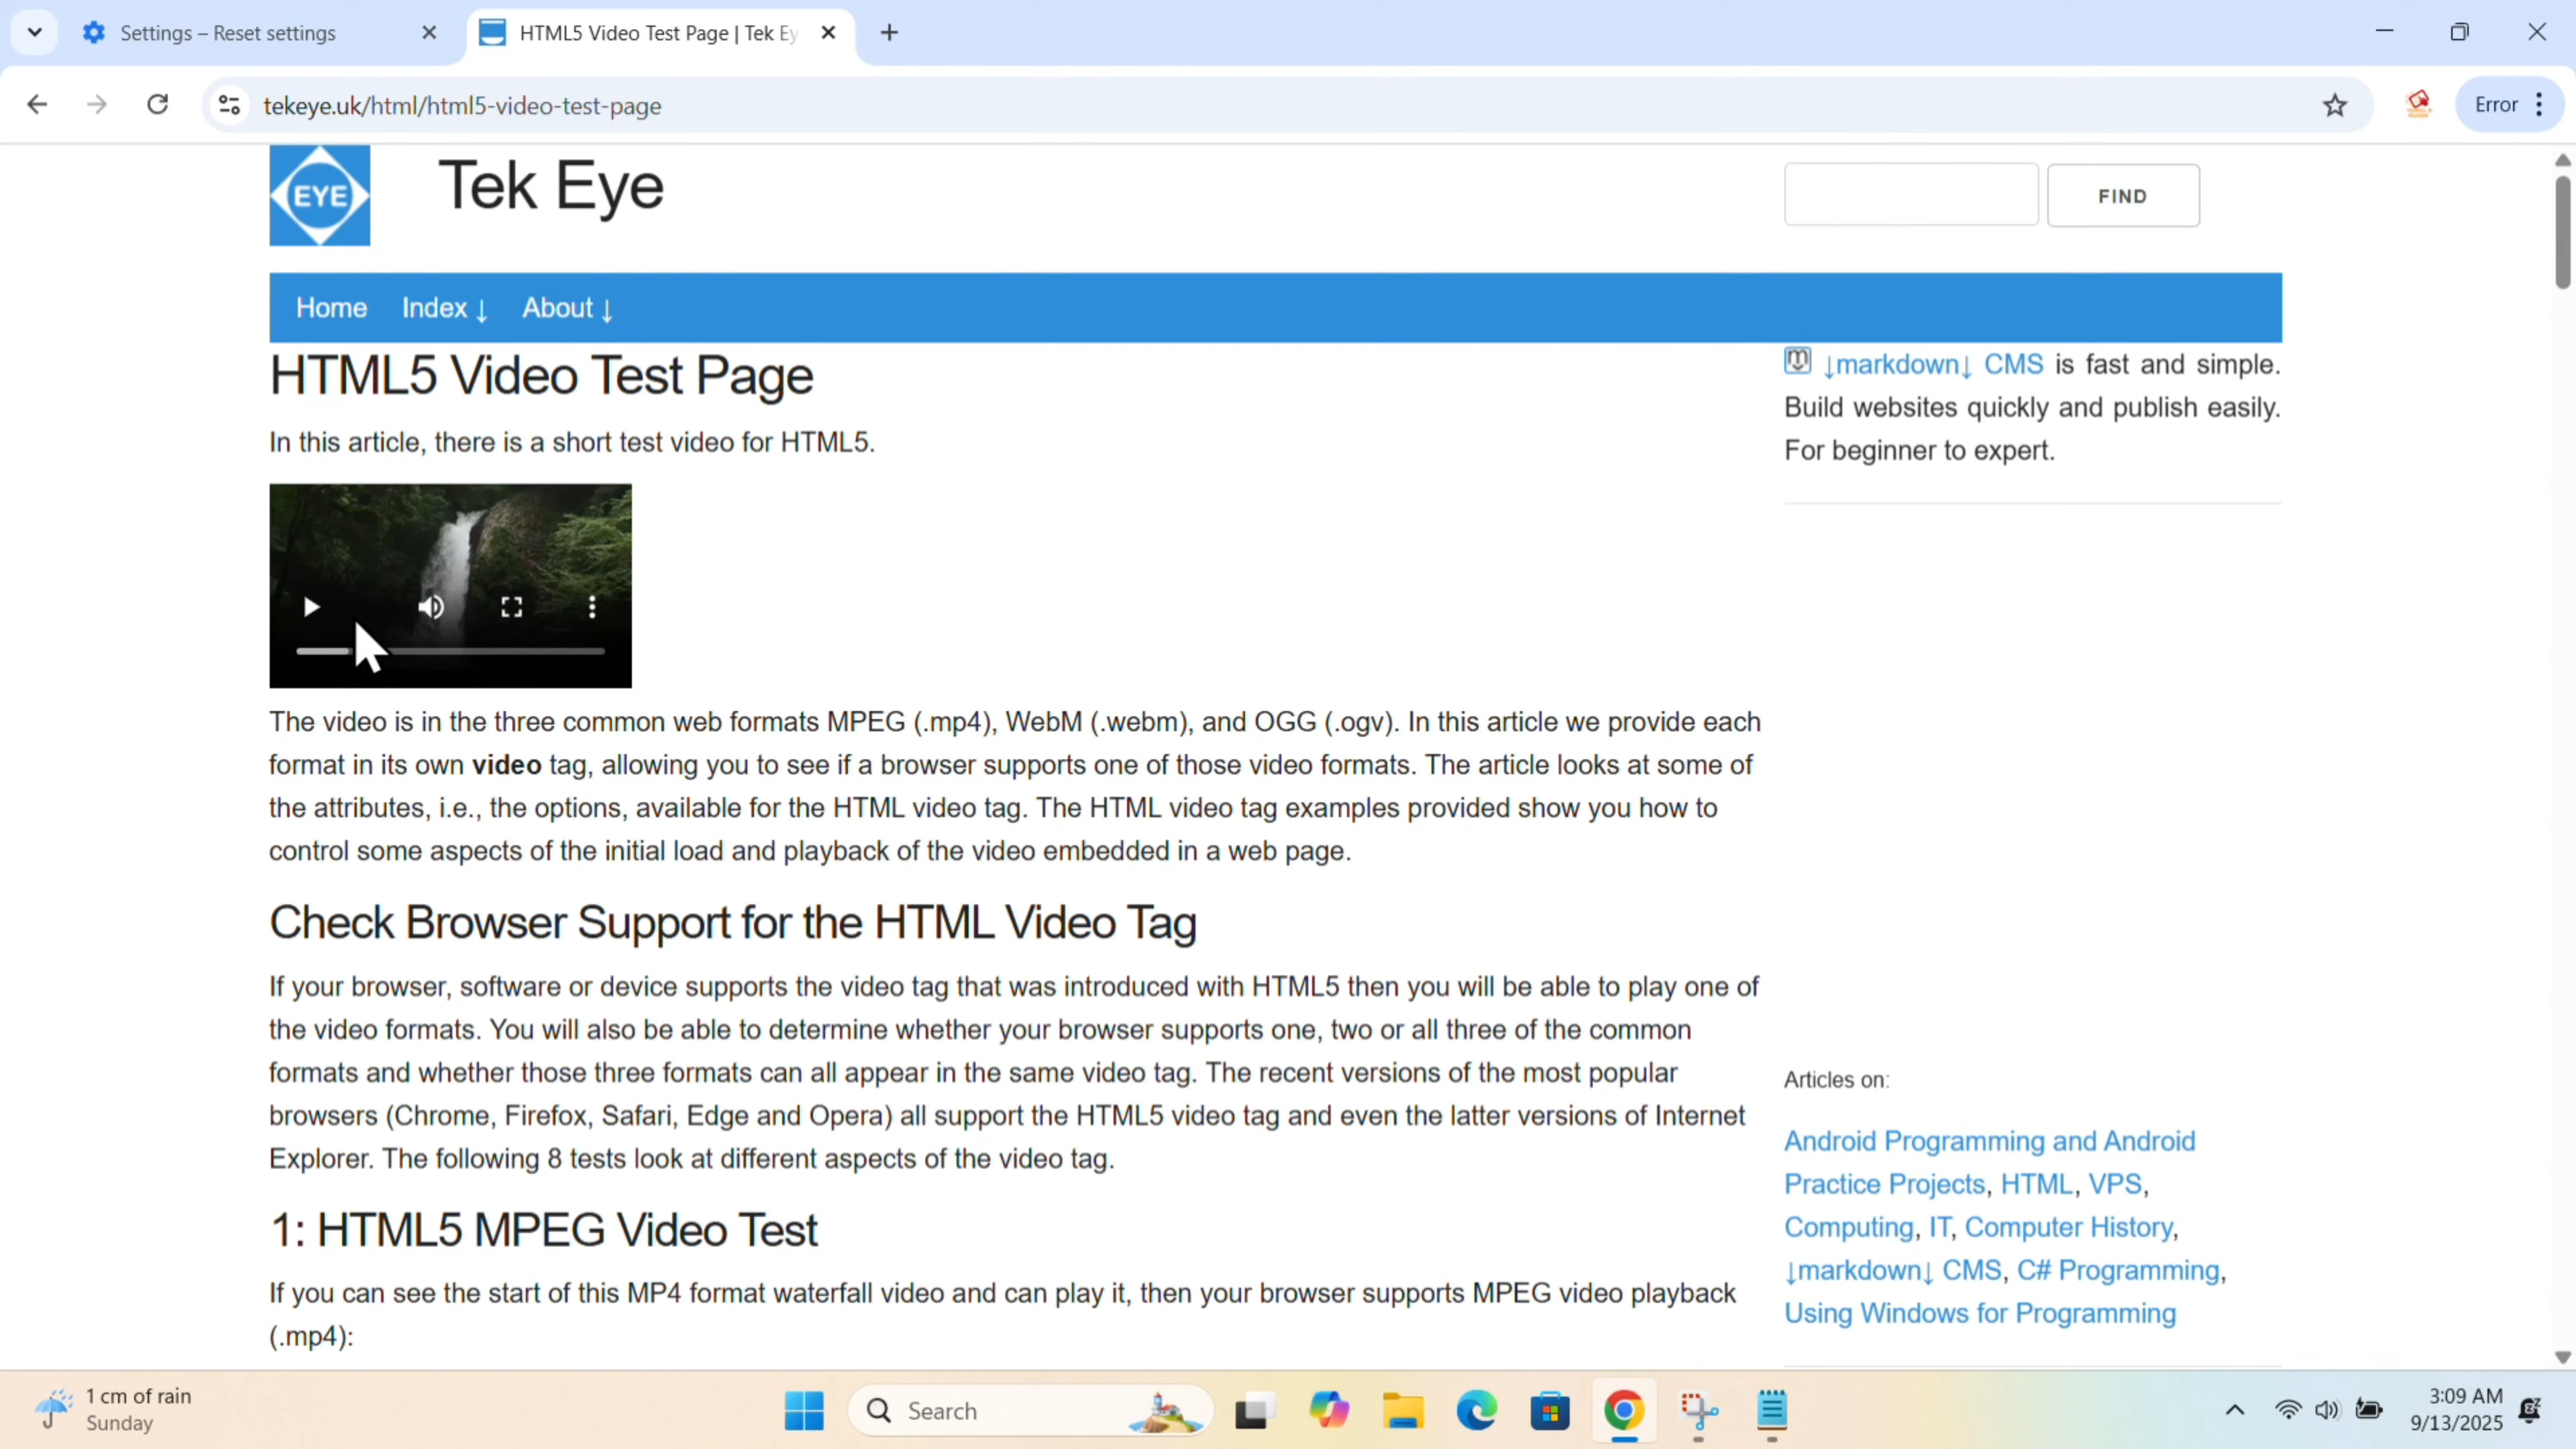 Settings – Reset settings
HTML5 Video Test Page | Tek Ey
tekeye.uk/html/html5-video-test-page
Error
EYE
Tek Eye
FIND
Home Index ↓ About ↓
HTML5 Video Test Page
In this article, there is a short test video for HTML5.
The video is in the three common web formats MPEG (.mp4), WebM (.webm), and OGG (.ogv). In this article we provide each
format in its own video tag, allowing you to see if a browser supports one of those video formats. The article looks at some of
the attributes, i.e., the options, available for the HTML video tag. The HTML video tag examples provided show you how to
control some aspects of the initial load and playback of the video embedded in a web page.
Check Browser Support for the HTML Video Tag
If your browser, software or device supports the video tag that was introduced with HTML5 then you will be able to play one of
the video formats. You will also be able to determine whether your browser supports one, two or all three of the common
formats and whether those three formats can all appear in the same video tag. The recent versions of the most popular
browsers (Chrome, Firefox, Safari, Edge and Opera) all support the HTML5 video tag and even the latter versions of Internet
Explorer. The following 8 tests look at different aspects of the video tag.
1: HTML5 MPEG Video Test
If you can see the start of this MP4 format waterfall video and can play it, then your browser supports MPEG video playback
(.mp4):
↓markdown↓ CMS is fast and simple.
Build websites quickly and publish easily.
For beginner to expert.
Articles on:
Android Programming and Android
Practice Projects, HTML, VPS,
Computing, IT, Computer History,
↓markdown↓ CMS, C# Programming,
Using Windows for Programming
1 cm of rain
Sunday
Search
3:09 AM
9/13/2025